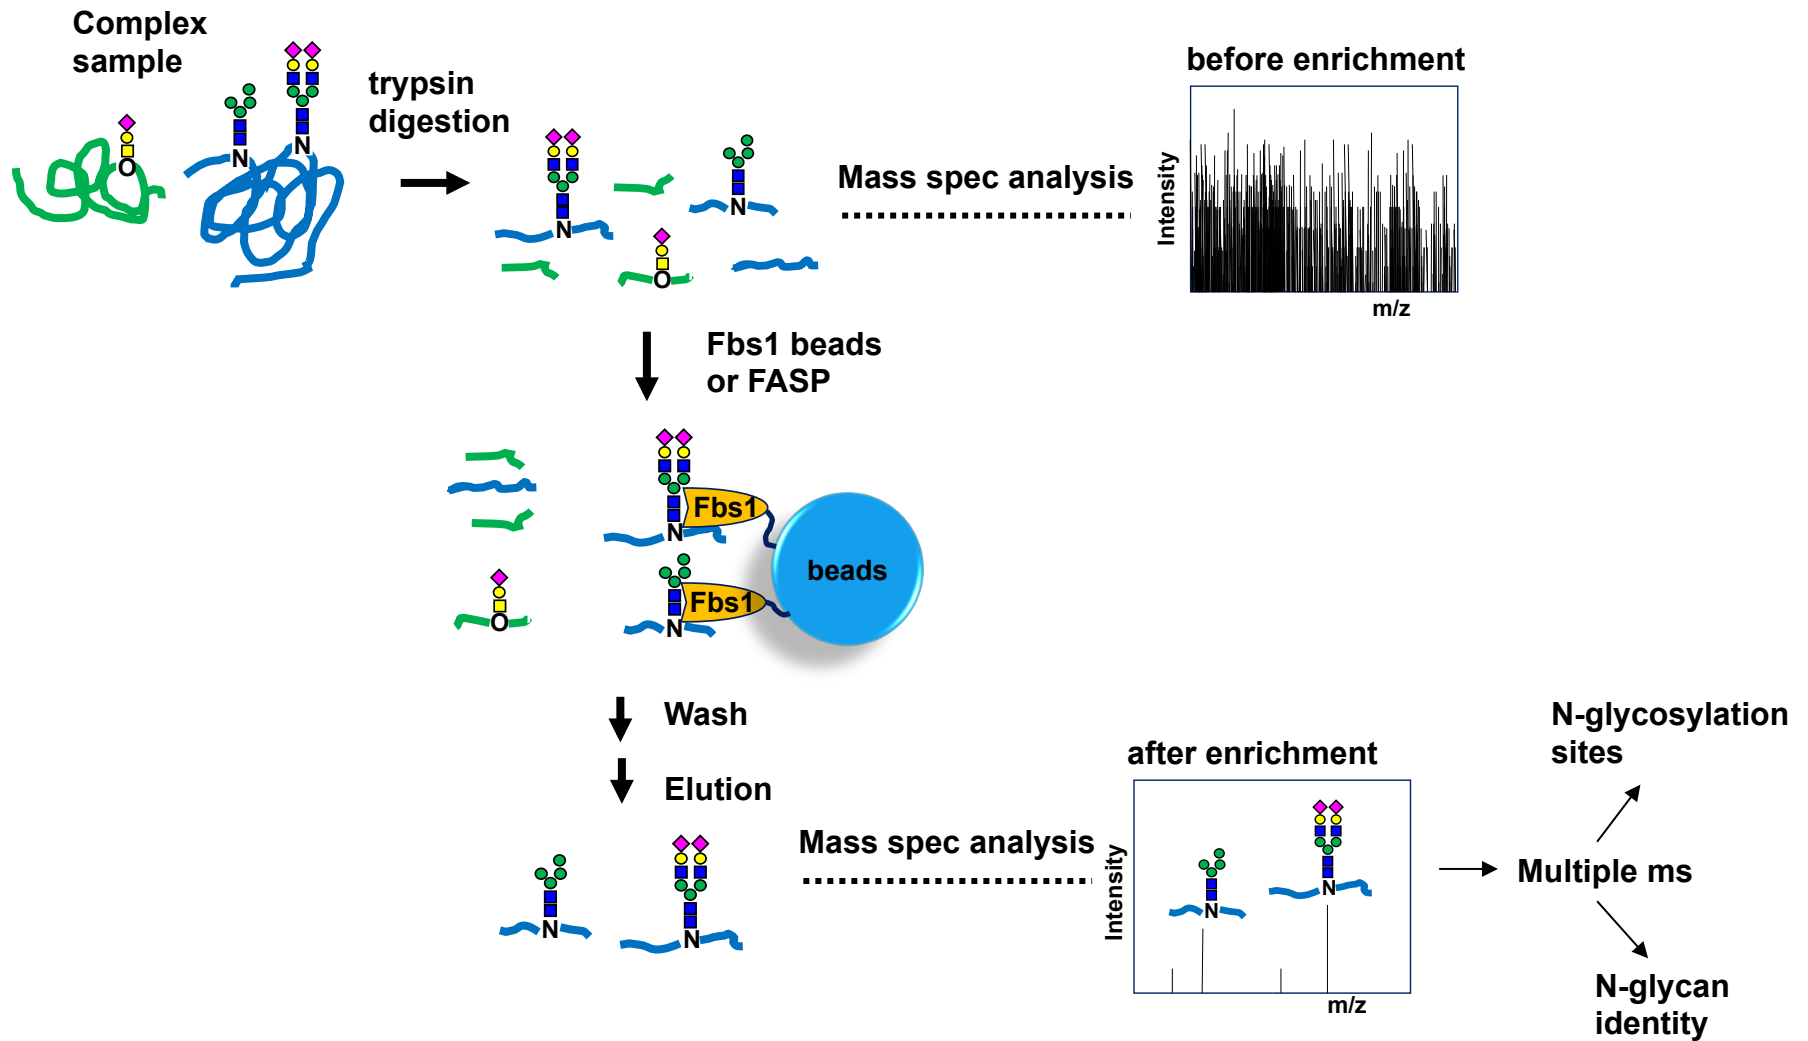 Complex
sample
O
N
N
trypsin
digestion
N
N
O
Mass spec analysis
before enrichment
Intensity
m/z
Fbs1 beads
or FASP
N
Fbs1
N
Fbs1
beads
O
Wash
Elution
N
N
Mass spec analysis
after enrichment
Intensity
N
N
m/z
Multiple ms
N-glycosylation
sites
N-glycan
identity